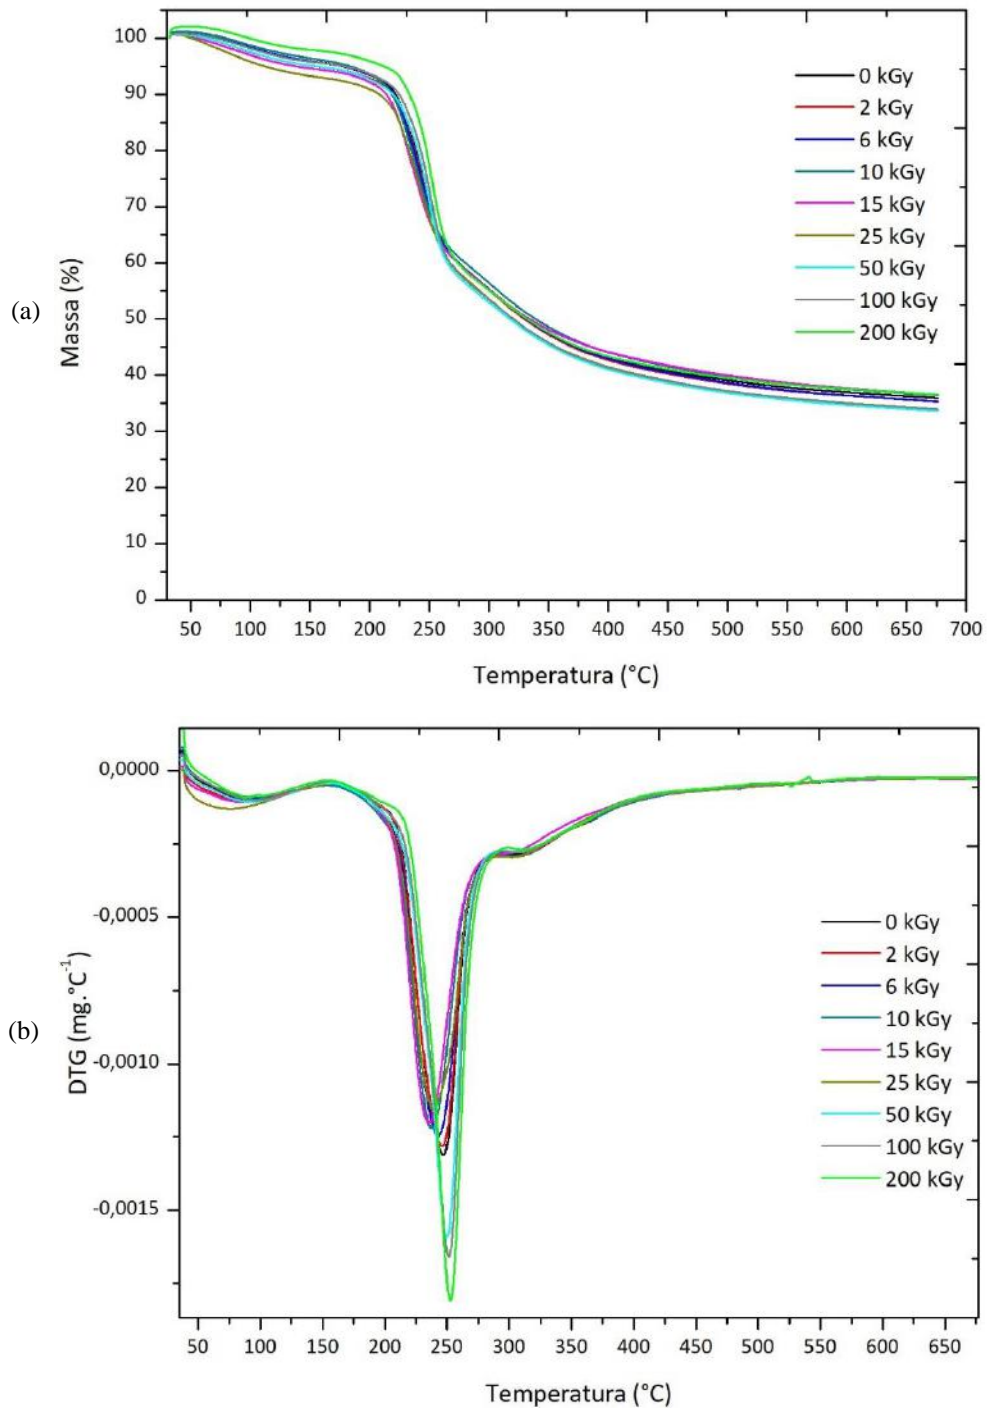 100
90
80
70
60
50
40
30
20
10
0
Massa (%)
(a)
0 kGy
2 kGy
6 kGy
10 kGy
15 kGy
25 kGy
50 kGy
100 kGy
200 kGy
50 100 150 200 250 300 350 400 450 500 550 600 650 700
Temperatura (°C)
0,0000
-0,0005
-0,0010
-0,0015
DTG (mg.°C⁻¹)
(b)
0 kGy
2 kGy
6 kGy
10 kGy
15 kGy
25 kGy
50 kGy
100 kGy
200 kGy
50 100 150 200 250 300 350 400 450 500 550 600 650
Temperatura (°C)